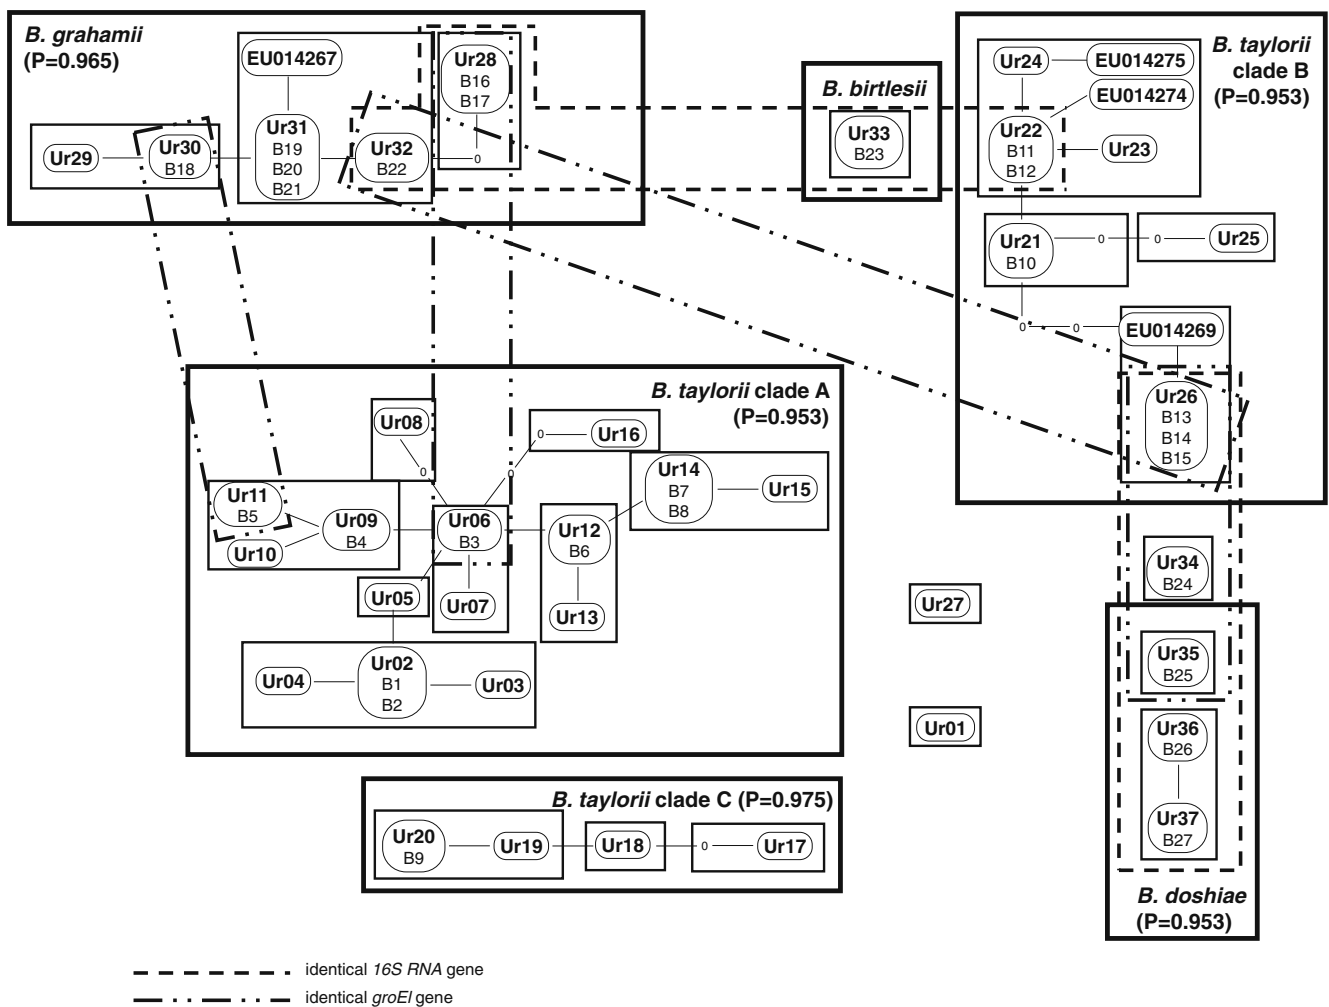 B. grahamii
(P=0.965)
EU014267
Ur28
B16
B17
Ur29
Ur30
B18
Ur31
B19
B20
B21
Ur32
B22
0
B. birtlesii
Ur33
B23
B. taylorii
clade B
(P=0.953)
Ur24
EU014275
EU014274
Ur22
B11
B12
Ur23
Ur21
B10
0
0
Ur25
0
0
EU014269
Ur26
B13
B14
B15
B. taylorii clade A
(P=0.953)
Ur08
0
0
Ur16
0
Ur14
B7
B8
Ur15
Ur11
B5
Ur09
B4
Ur10
Ur06
B3
Ur12
B6
Ur05
Ur07
Ur13
Ur04
Ur02
B1
B2
Ur03
Ur27
Ur01
Ur34
B24
Ur35
B25
Ur36
B26
Ur37
B27
B. doshiae
(P=0.953)
B. taylorii clade C (P=0.975)
Ur20
B9
Ur19
Ur18
0
Ur17
identical 16S RNA gene
identical groEl gene